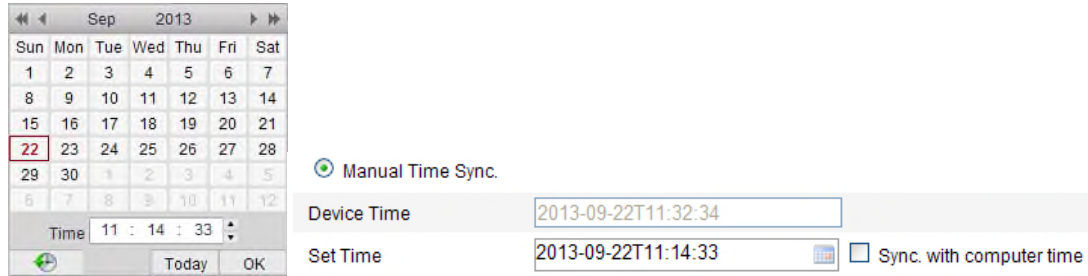 Sep 2013
Sun Mon Tue Wed Thu Fri Sat
1 2 3 4 5 6 7
8 9 10 11 12 13 14
15 16 17 18 19 20 21
22 23 24 25 26 27 28
29 30 1 2 3 4 5
6 7 8 9 10 11 12
Time 11 : 14 : 33
Today OK
Manual Time Sync.
Device Time 2013-09-22T11:32:34
Set Time 2013-09-22T11:14:33 Sync. with computer time